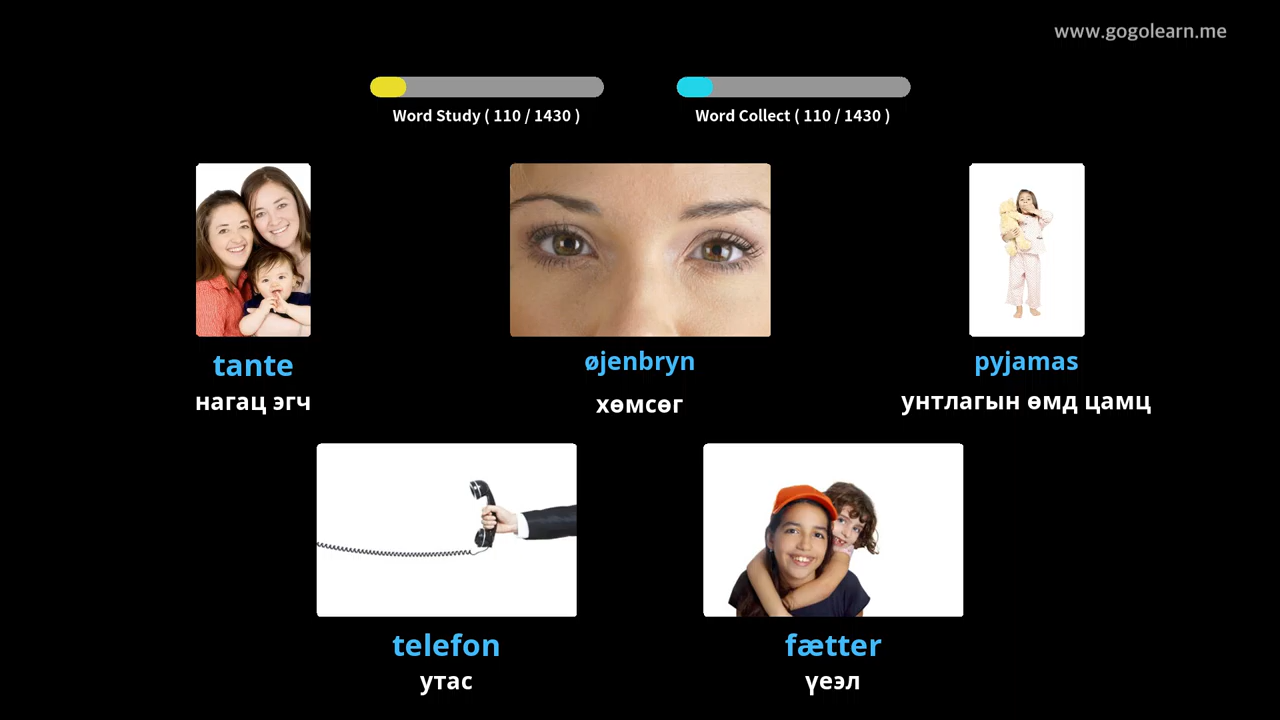 www.gogolearn.me
Word Study ( 110 / 1430 )
Word Collect ( 110 / 1430 )
tante
нагац эгч
øjenbryn
хөмсөг
pyjamas
унтлагын өмд цамц
telefon
утас
fætter
үеэл